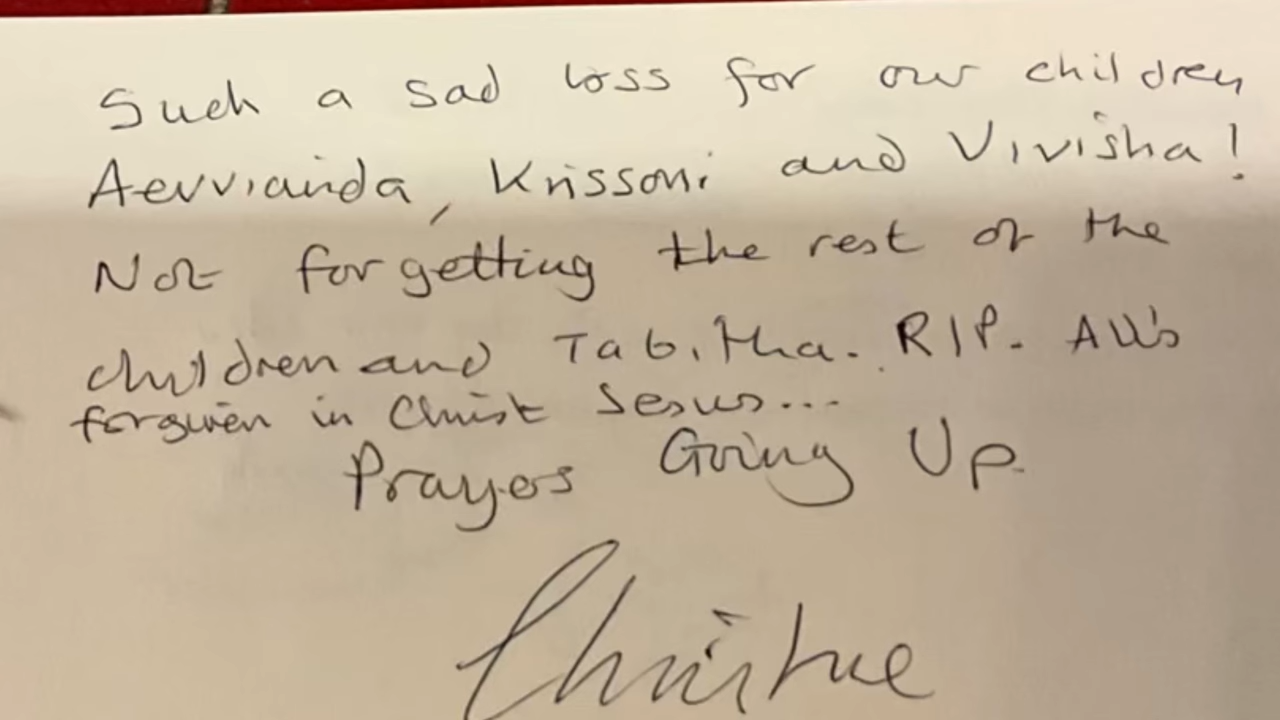 Such a sad loss for our children
Aevvianda, Krissoni and Vivisha!
Not forgetting the rest of the
children and Tabitha. RIP. All's
forgiven in Christ Jesus...
Prayers Going Up
Christine